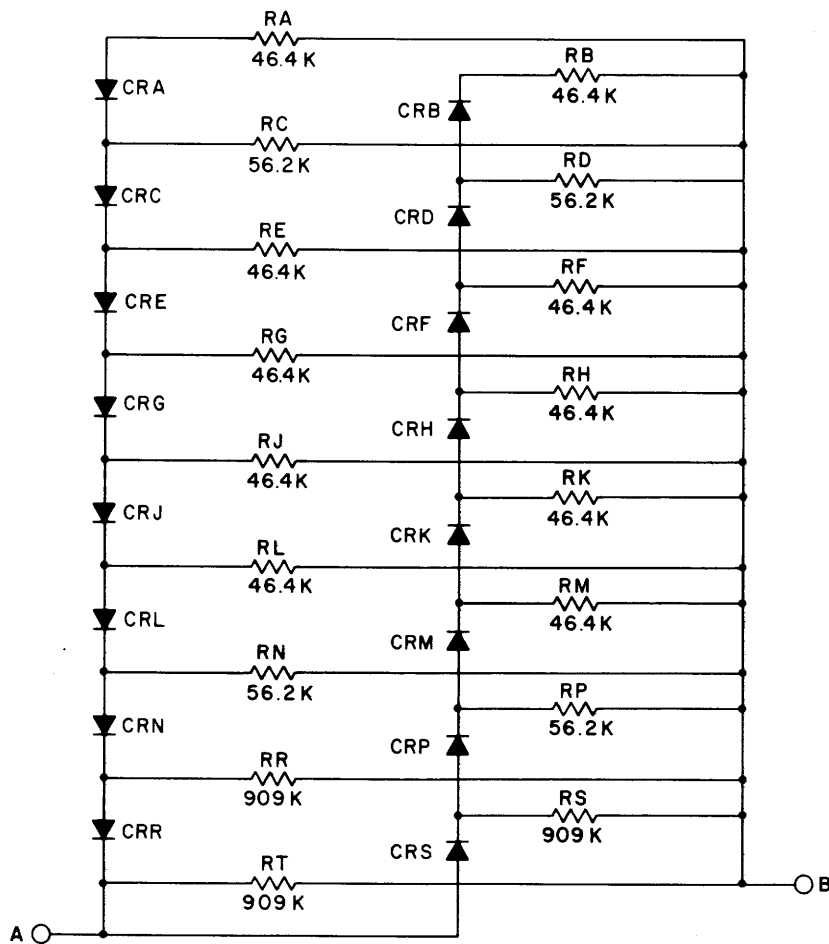 RA
46.4K
RB
46.4K
CRA
CRB
RC
56.2K
RD
56.2K
CRC
CRD
RE
46.4K
RF
46.4K
CRE
CRF
RG
46.4K
RH
46.4K
CRG
CRH
RJ
46.4K
RK
46.4K
CRJ
CRK
RL
46.4K
RM
46.4K
CRL
CRM
RN
56.2K
RP
56.2K
CRN
CRP
RR
909K
RS
909K
CRR
CRS
RT
909K
B
A